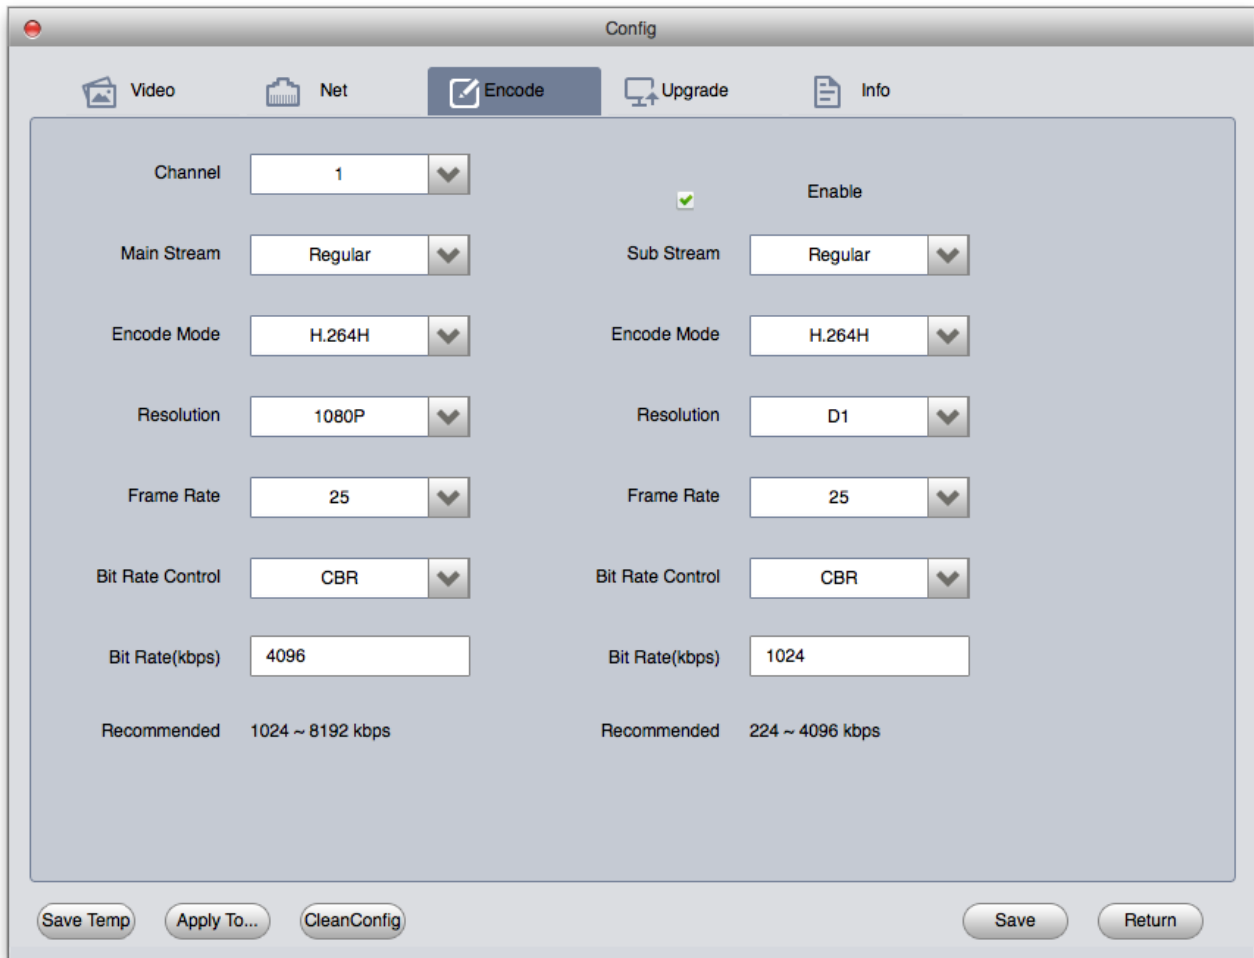 Config
Video Net Encode Upgrade Info
Channel 1
Enable
Main Stream Regular Sub Stream Regular
Encode Mode H.264H Encode Mode H.264H
Resolution 1080P Resolution D1
Frame Rate 25 Frame Rate 25
Bit Rate Control CBR Bit Rate Control CBR
Bit Rate(kbps) 4096 Bit Rate(kbps) 1024
Recommended 1024 ~ 8192 kbps Recommended 224 ~ 4096 kbps
Save Temp Apply To... CleanConfig Save Return